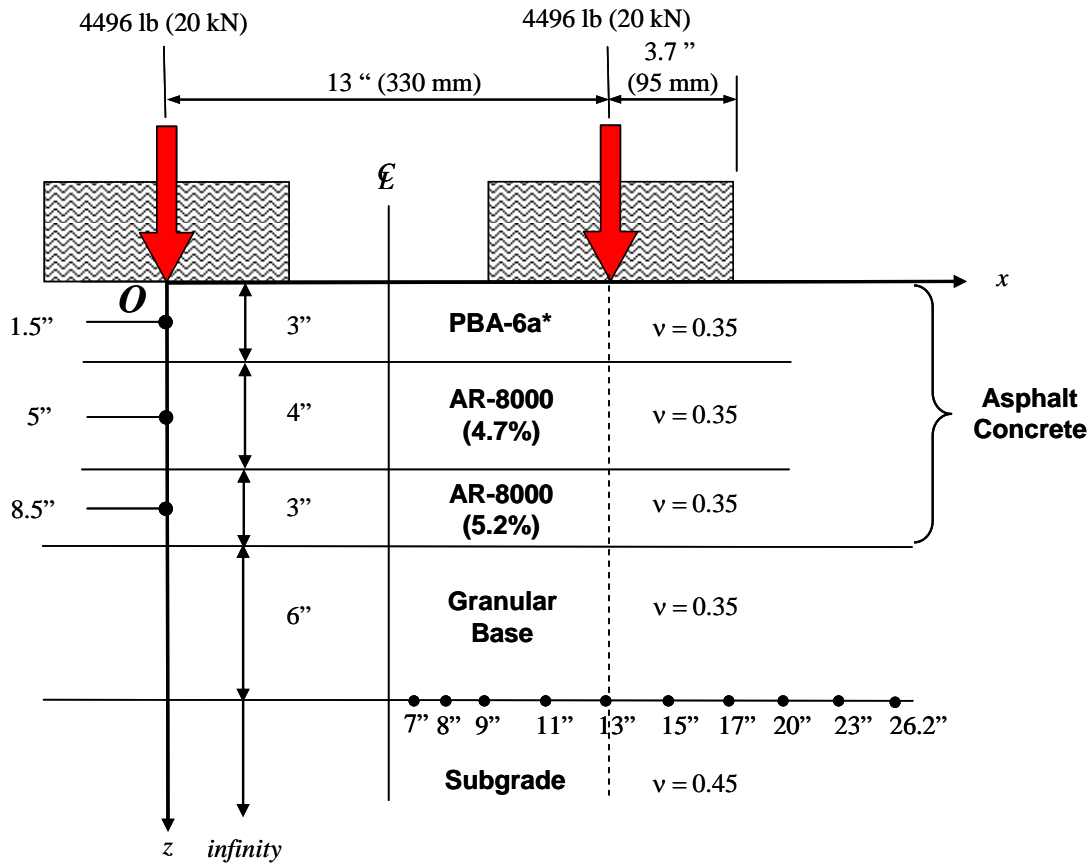 4496 lb (20 kN)
4496 lb (20 kN)
3.7 ”
(95 mm)
13 “ (330 mm)
℄
x
O
1.5”
3”
PBA-6a*
ν = 0.35
5”
4”
AR-8000
(4.7%)
ν = 0.35
Asphalt
Concrete
8.5”
3”
AR-8000
(5.2%)
ν = 0.35
6”
Granular
Base
ν = 0.35
7” 8” 9” 11” 13” 15” 17” 20” 23” 26.2”
Subgrade
ν = 0.45
z
infinity